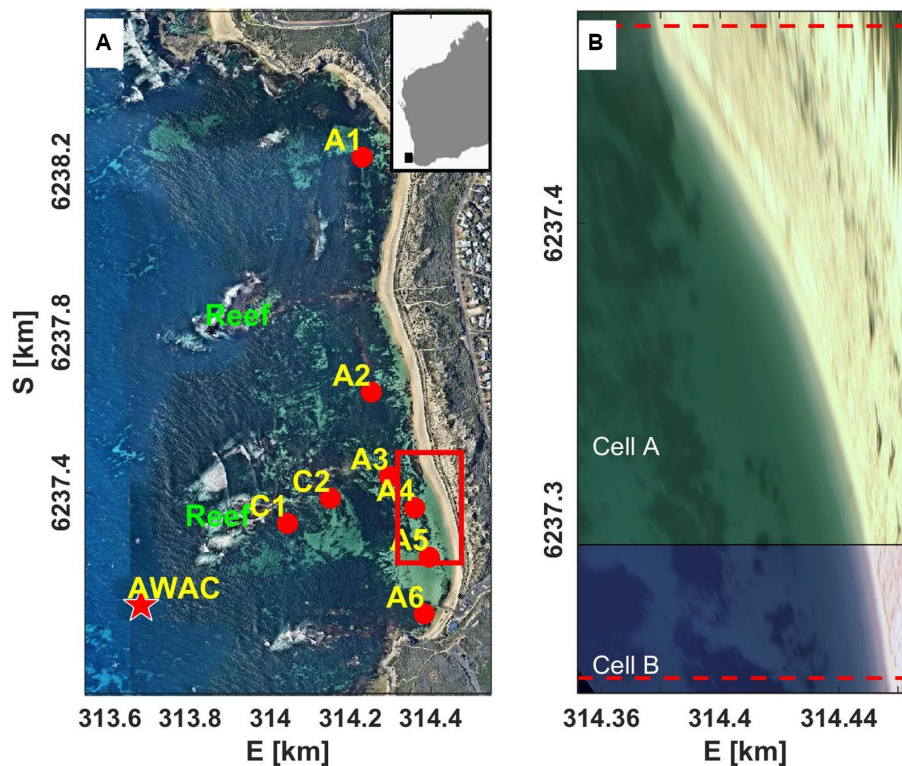 A
A1
6238.2
Reef
6237.8
A2
S [km]
A3
C2
A4
6237.4
C1
Reef
A5
AWAC
A6
313.6 313.8 314 314.2 314.4
E [km]
B
6237.4
Cell A
6237.3
Cell B
314.36 314.4 314.44
E [km]